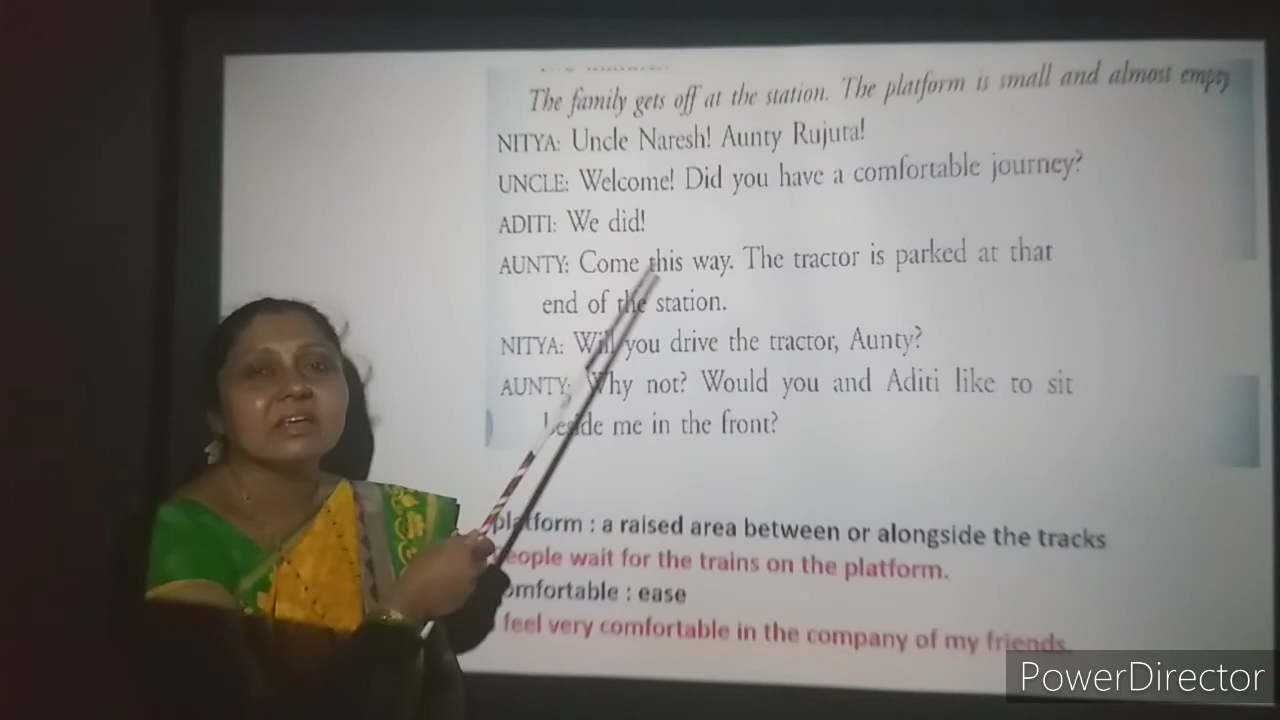 The family gets off at the station. The platform is small and almost empty
NITYA: Uncle Naresh! Aunty Rujuta!
UNCLE: Welcome! Did you have a comfortable journey?
ADITI: We did!
AUNTY: Come this way. The tractor is parked at that
end of the station.
NITYA: Will you drive the tractor, Aunty?
AUNTY: Why not? Would you and Aditi like to sit
beside me in the front?
platform : a raised area between or alongside the tracks
eople wait for the trains on the platform.
omfortable : ease
feel very comfortable in the company of my friends.
PowerDirector